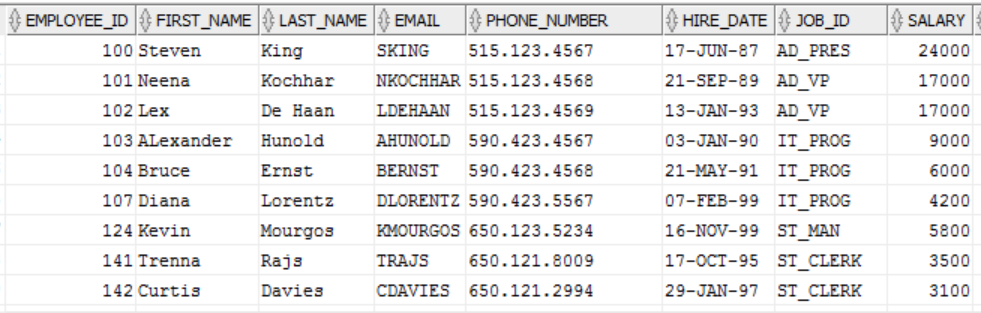 EMPLOYEE_ID FIRST_NAME LAST_NAME EMAIL PHONE_NUMBER HIRE_DATE JOB_ID SALARY
100 Steven King SKING 515.123.4567 17-JUN-87 AD_PRES 24000
101 Neena Kochhar NKOCHHAR 515.123.4568 21-SEP-89 AD_VP 17000
102 Lex De Haan LDEHAAN 515.123.4569 13-JAN-93 AD_VP 17000
103 ALexander Hunold AHUNOLD 590.423.4567 03-JAN-90 IT_PROG 9000
104 Bruce Ernst BERNST 590.423.4568 21-MAY-91 IT_PROG 6000
107 Diana Lorentz DLORENTZ 590.423.5567 07-FEB-99 IT_PROG 4200
124 Kevin Mourgos KMOURGOS 650.123.5234 16-NOV-99 ST_MAN 5800
141 Trenna Rajs TRAJS 650.121.8009 17-OCT-95 ST_CLERK 3500
142 Curtis Davies CDAVIES 650.121.2994 29-JAN-97 ST_CLERK 3100